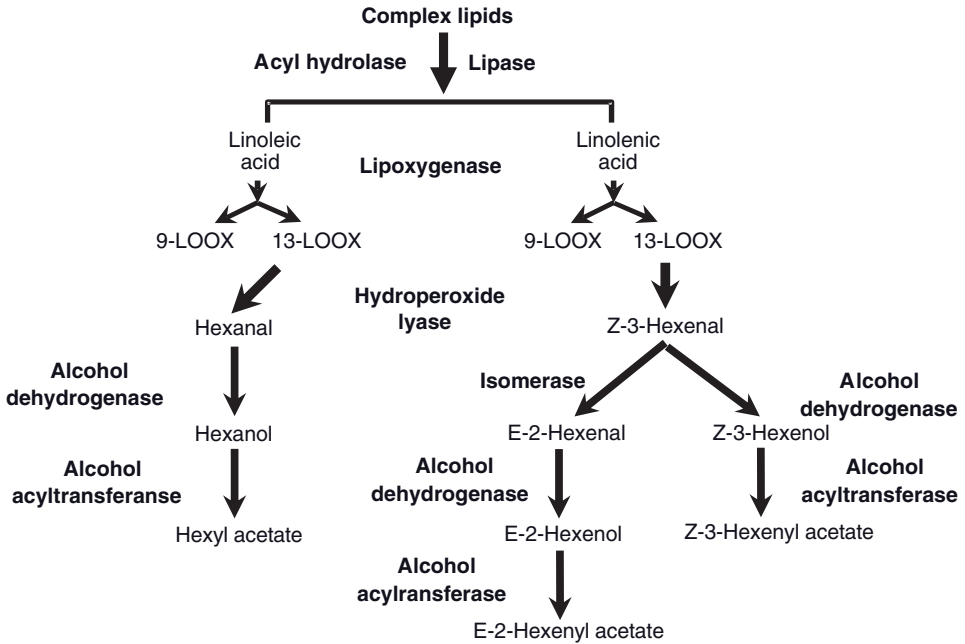 Complex lipids
Acyl hydrolase
Lipase
Linoleic
acid
Linolenic
acid
Lipoxygenase
9-LOOX
13-LOOX
9-LOOX
13-LOOX
Hydroperoxide
lyase
Hexanal
Z-3-Hexenal
Alcohol
dehydrogenase
Isomerase
Alcohol
dehydrogenase
Hexanol
E-2-Hexenal
Z-3-Hexenol
Alcohol
acyltransferanse
Alcohol
dehydrogenase
Alcohol
acyltransferase
Hexyl acetate
E-2-Hexenol
Z-3-Hexenyl acetate
Alcohol
acylransferase
E-2-Hexenyl acetate